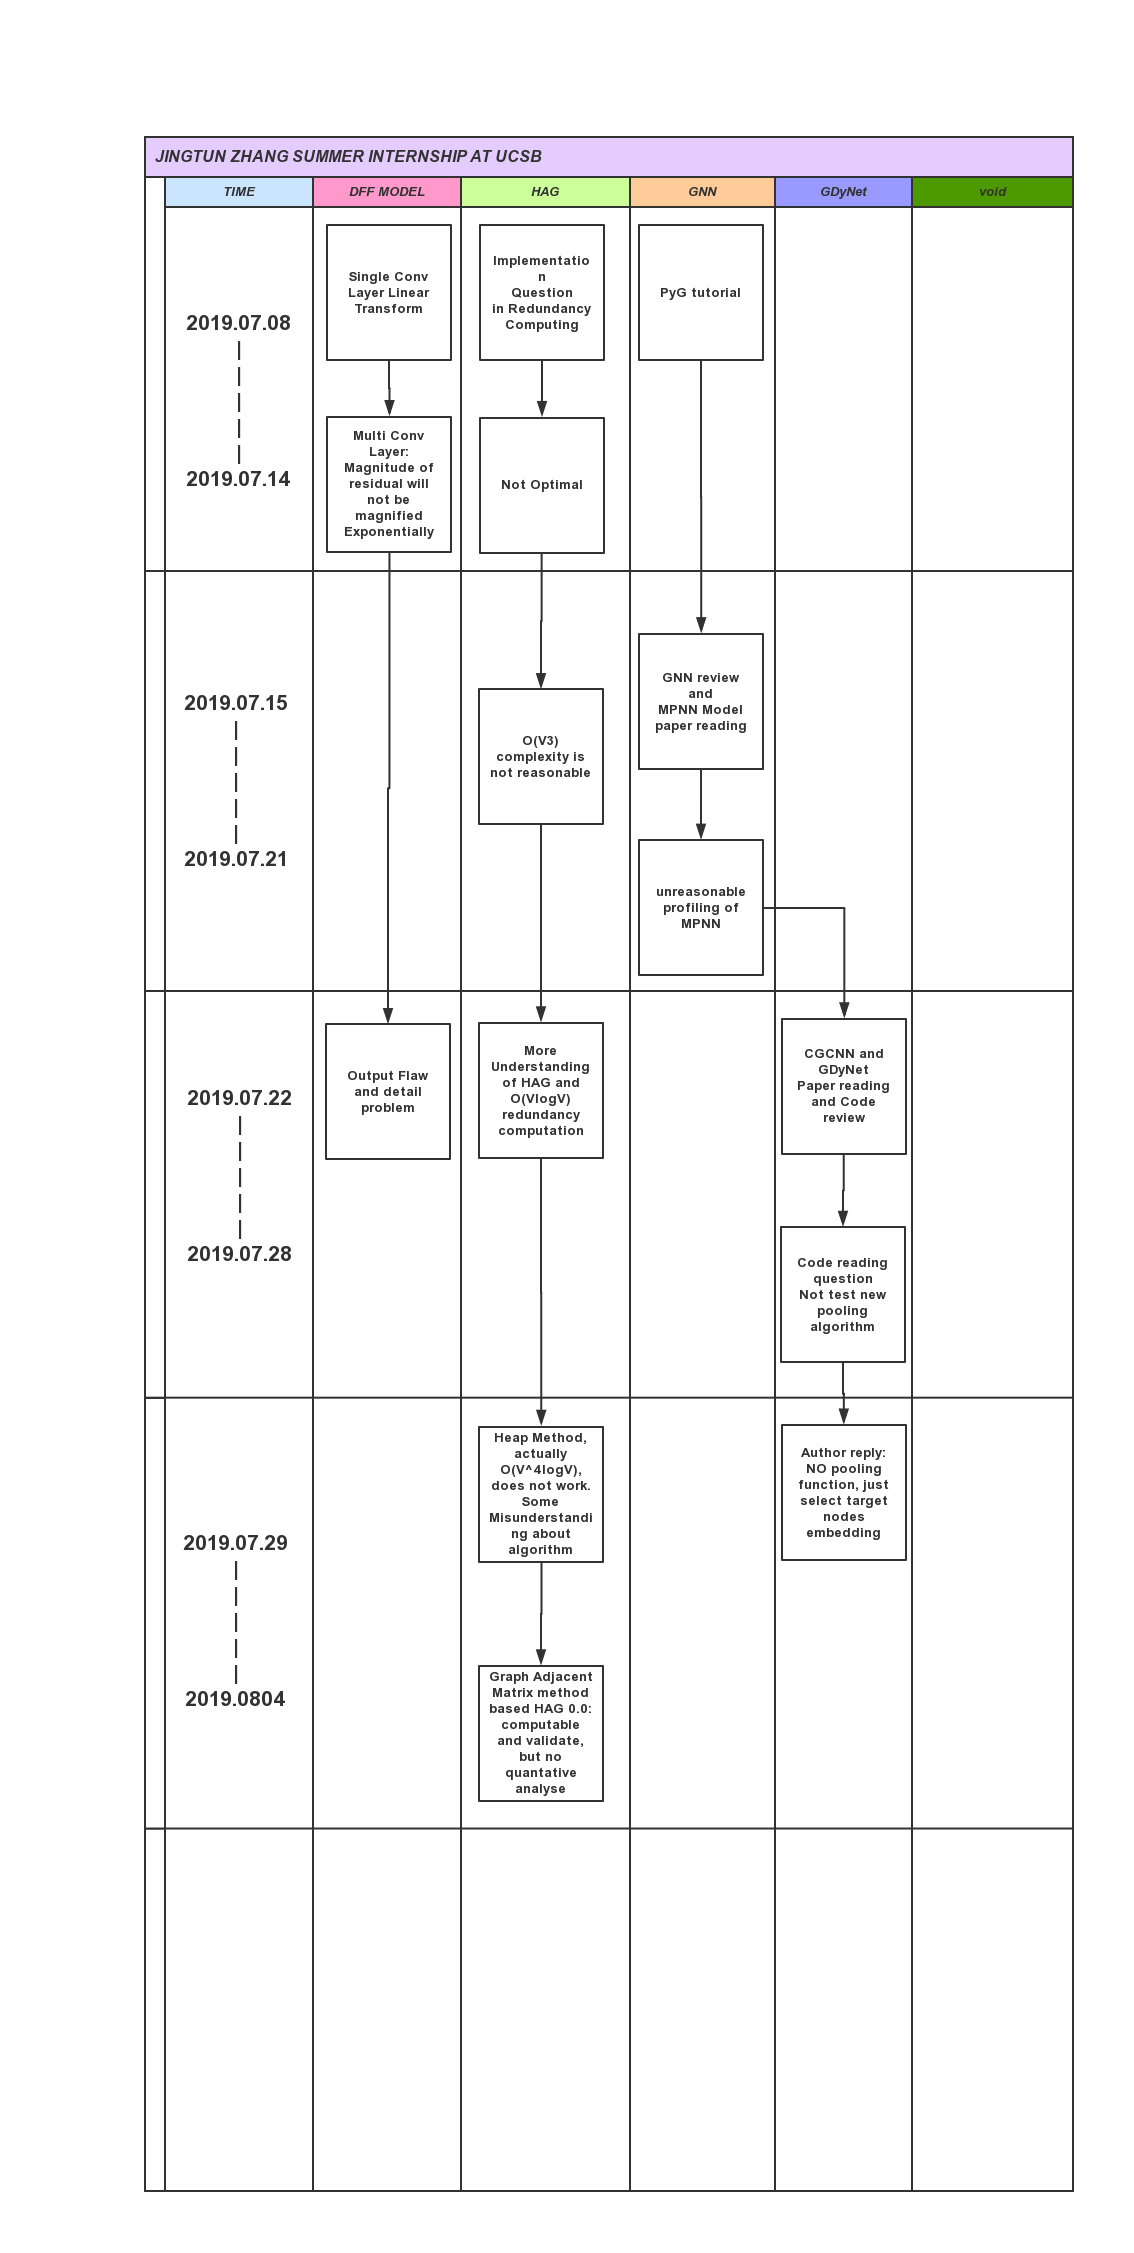 JINGTUN ZHANG SUMMER INTERNSHIP AT UCSB
TIME
DFF MODEL
HAG
GNN
GDyNet
void
2019.07.08
2019.07.14
Single Conv
Layer Linear
Transform
Implementatio
n
Question
in Redundancy
Computing
PyG tutorial
Multi Conv
Layer:
Magnitude of
residual will
not be
magnified
Exponentially
Not Optimal
2019.07.15
2019.07.21
O(V3)
complexity is
not reasonable
GNN review
and
MPNN Model
paper reading
unreasonable
profiling of
MPNN
2019.07.22
2019.07.28
Output Flaw
and detail
problem
More
Understanding
of HAG and
O(VlogV)
redundancy
computation
CGCNN and
GDyNet
Paper reading
and Code
review
Code reading
question
Not test new
pooling
algorithm
2019.07.29
2019.0804
Heap Method,
actually
O(V^4logV),
does not work.
Some
Misunderstandi
ng about
algorithm
Author reply:
NO pooling
function, just
select target
nodes
embedding
Graph Adjacent
Matrix method
based HAG 0.0:
computable
and validate,
but no
quantative
analyse